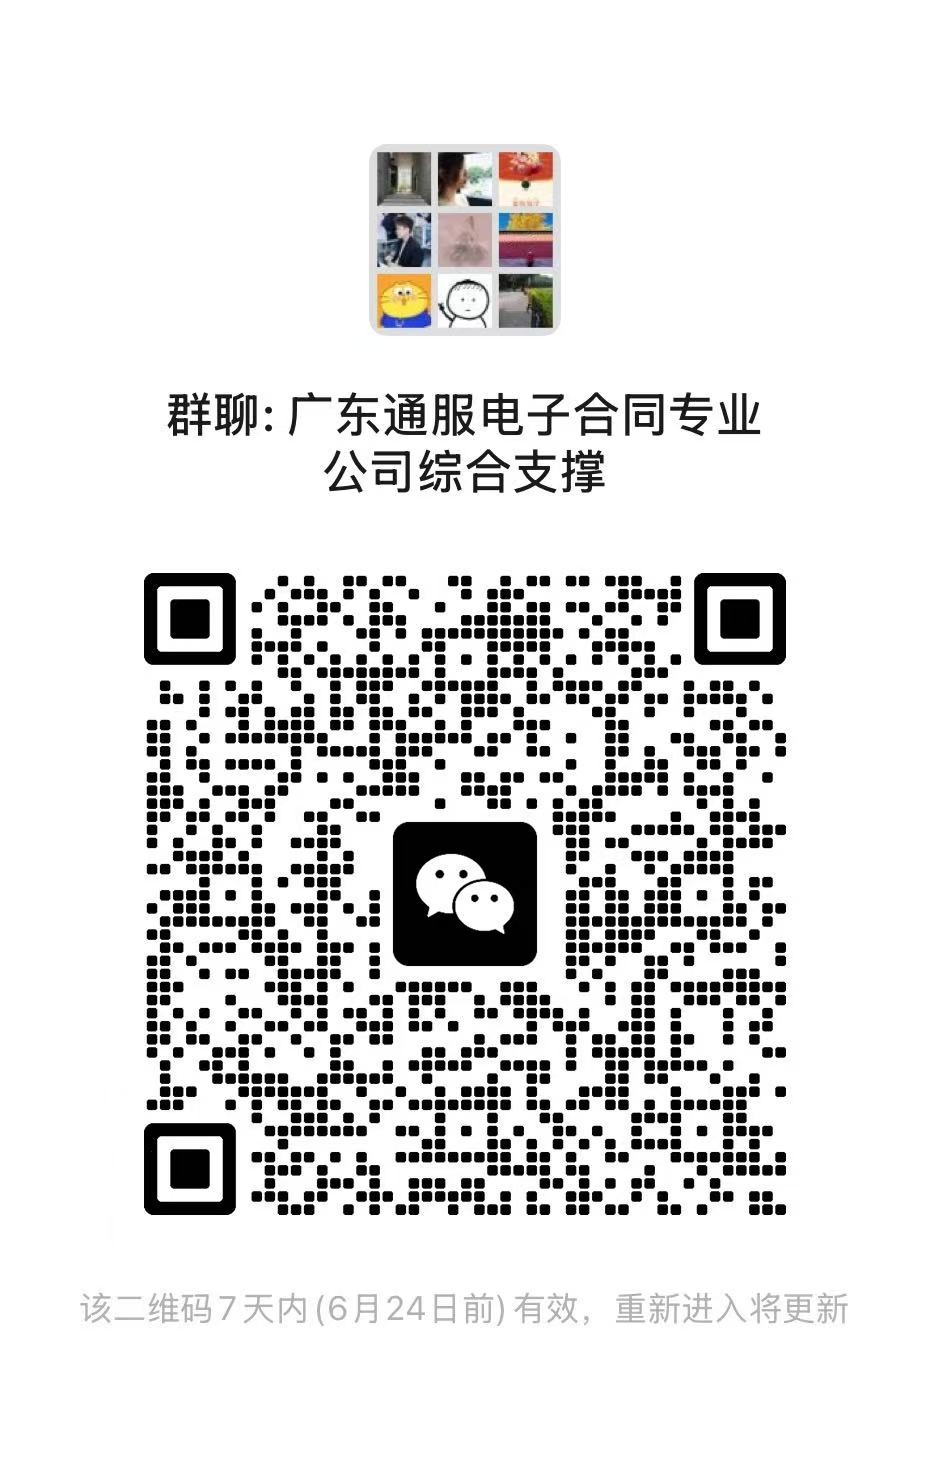 群聊: 广东通服电子合同专业
公司综合支撑
该二维码7天内(6月24日前)有效，重新进入将更新